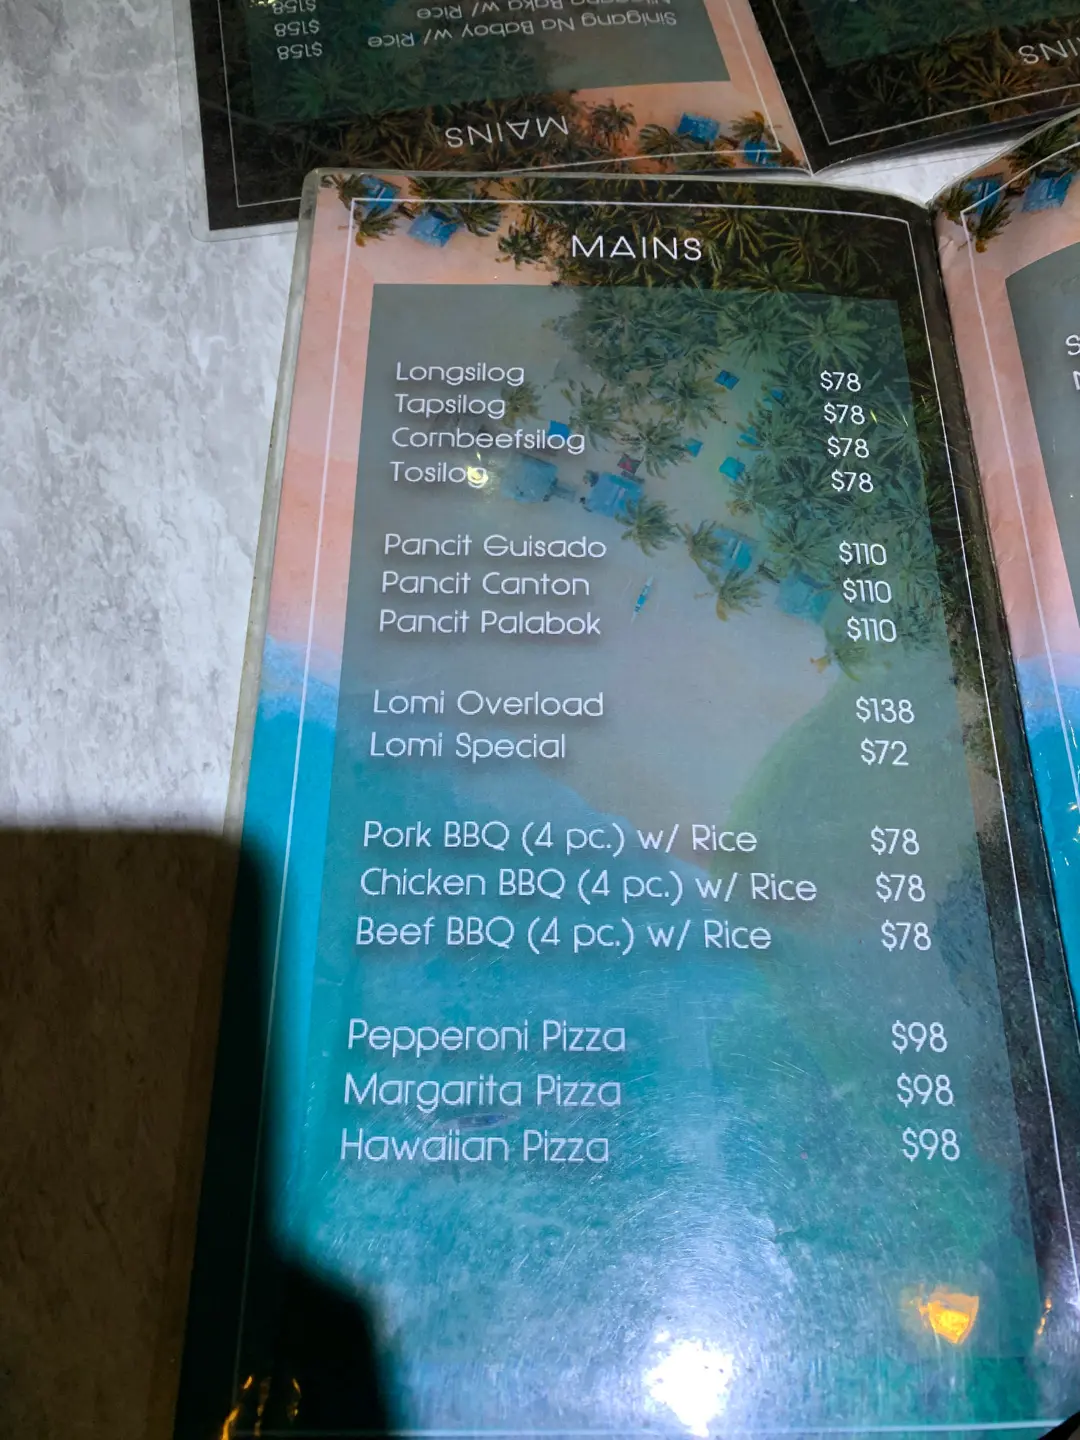 $158
$158
$158
Baka w/ Rice
Sinigang Na Baboy w/ Rice
MAINS
MAINS
Longsilog $78
Tapsilog $78
Cornbeefsilog $78
Tosilog $78
Pancit Guisado $110
Pancit Canton $110
Pancit Palabok $110
Lomi Overload $138
Lomi Special $72
Pork BBQ (4 pc.) w/ Rice $78
Chicken BBQ (4 pc.) w/ Rice $78
Beef BBQ (4 pc.) w/ Rice $78
Pepperoni Pizza $98
Margarita Pizza $98
Hawaiian Pizza $98